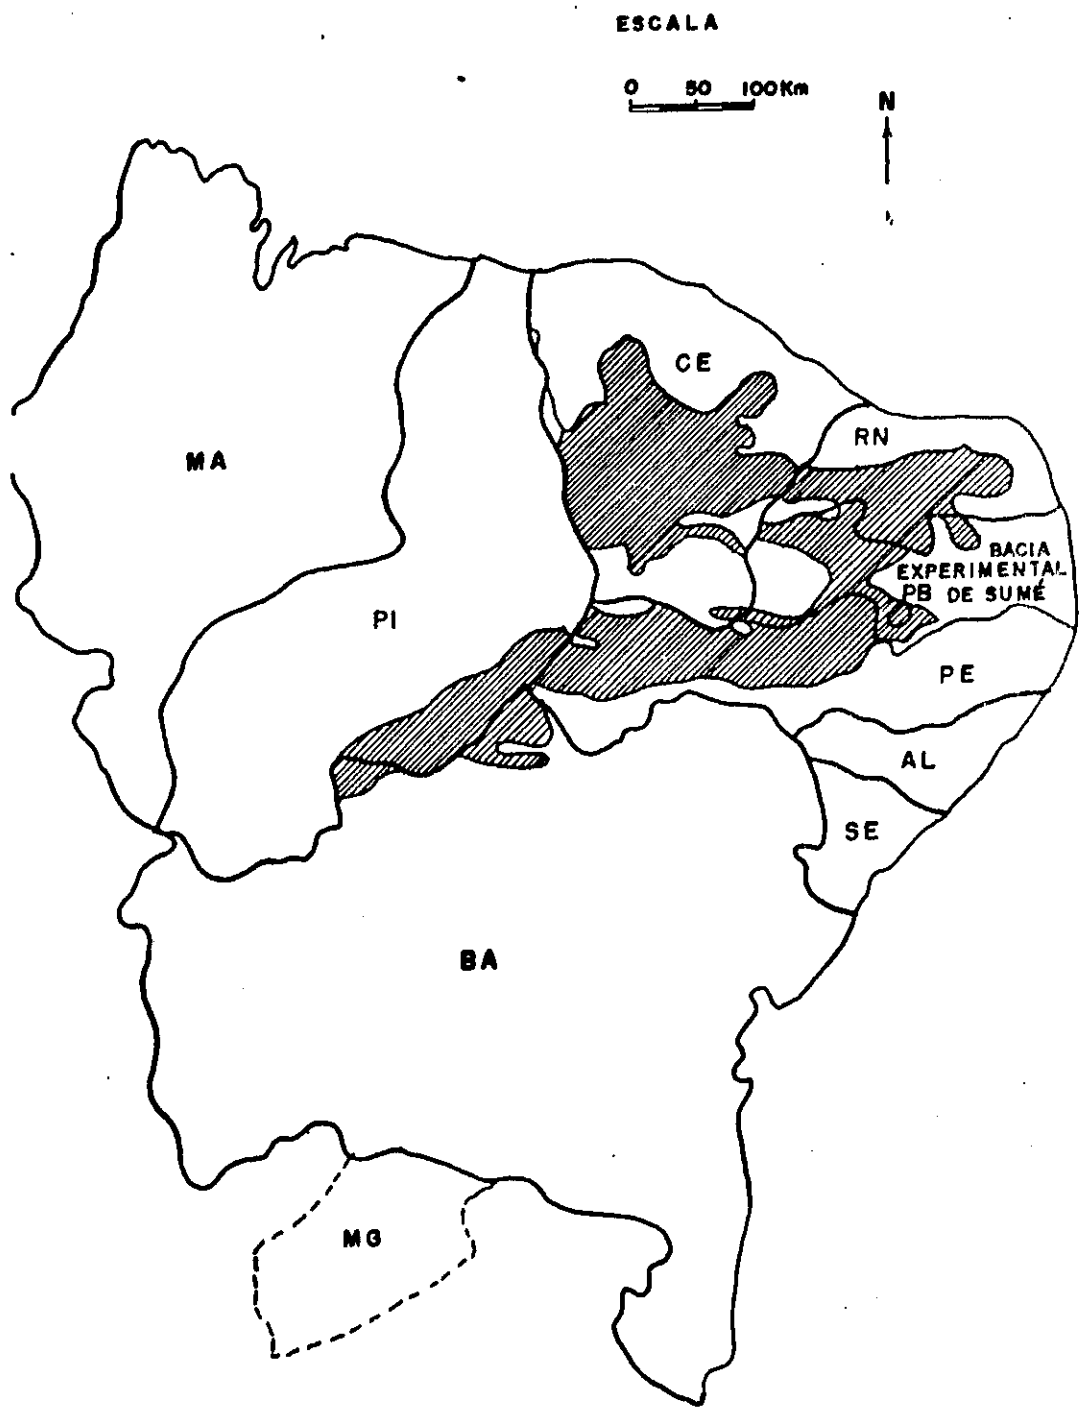 ESCALA
0 50 100Km
N
CE
RN
MA
BACIA
EXPERIMENTAL
PB DE SUMÉ
PI
PE
AL
SE
BA
MG